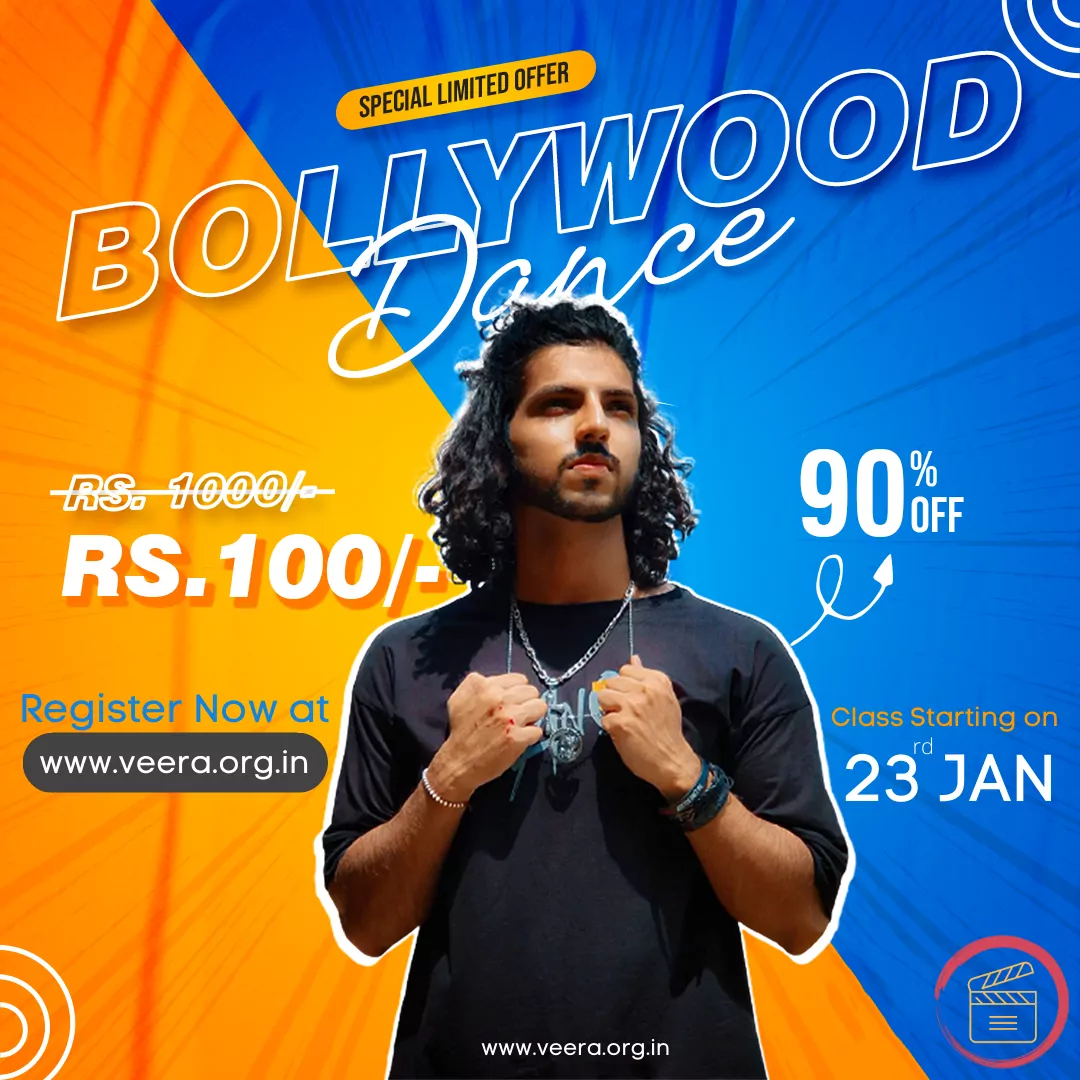 SPECIAL LIMITED OFFER
BOLLYWOOD
Dance
RS. 1000/-
RS.100/-
90% OFF
Register Now at
www.veera.org.in
Class Starting on
23rd JAN
www.veera.org.in